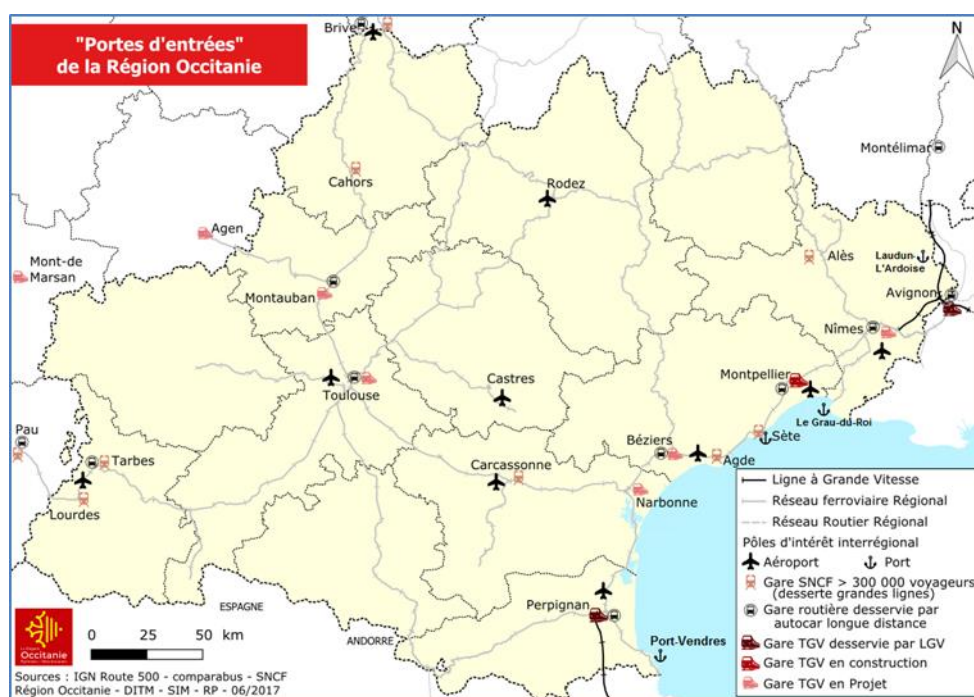 "Portes d'entrées"
de la Région Occitanie
N
Brive
Montélimar
Cahors
Rodez
Agen
Alès
Laudun-
L'Ardoise
Mont-de
Marsan
Avignon
Montauban
Nîmes
Toulouse
Castres
Montpellier
Le Grau-du-Roi
Pau
Tarbes
Béziers
Sète
Agde
Carcassonne
Lourdes
Narbonne
Perpignan
Port-Vendres
ESPAGNE
ANDORRE
Ligne à Grande Vitesse
Réseau ferroviaire Régional
Réseau Routier Régional
Pôles d'intérêt interrégional
Aéroport
Port
Gare SNCF > 300 000 voyageurs
(desserte grandes lignes)
Gare routière desservie par
autocar longue distance
Gare TGV desservie par LGV
Gare TGV en construction
Gare TGV en Projet
Occitanie
0 25 50 km
Sources : IGN Route 500 - comparabus - SNCF
Région Occitanie - DITM - SIM - RP - 06/2017